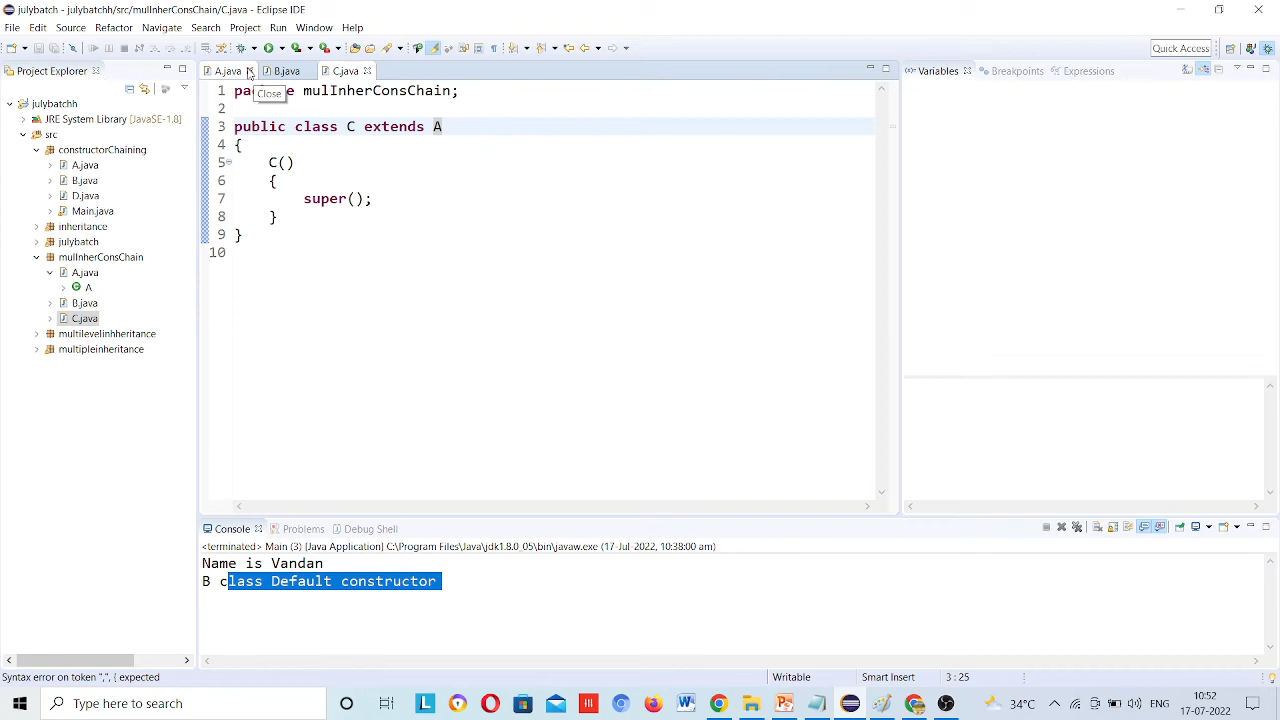 julybatch - julybatchh/src/mulInherConsChain/C.java - Eclipse IDE
File Edit Source Refactor Navigate Search Project Run Window Help
Quick Access
Project Explorer
A.java B.java C.java
Variables Breakpoints Expressions
Close
1 package mulInherConsChain;
2
3 public class C extends A
4 {
5 C()
6 {
7 super();
8 }
9 }
10
julybatchh
JRE System Library [JavaSE-1.8]
src
constructorChaining
A.java
B.java
D.java
Main.java
inheritance
julybatch
mulInherConsChain
A.java
A
B.java
C.java
multilevelinhheritance
multipleinheritance
Console Problems Debug Shell
<terminated> Main (3) [Java Application] C:\Program Files\Java\jdk1.8.0_05\bin\javaw.exe (17-Jul-2022, 10:38:00 am)
Name is Vandan
B class Default constructor
Syntax error on token ",", { expected
Writable Smart Insert 3 : 25
Type here to search
34°C ENG 10:52 17-07-2022